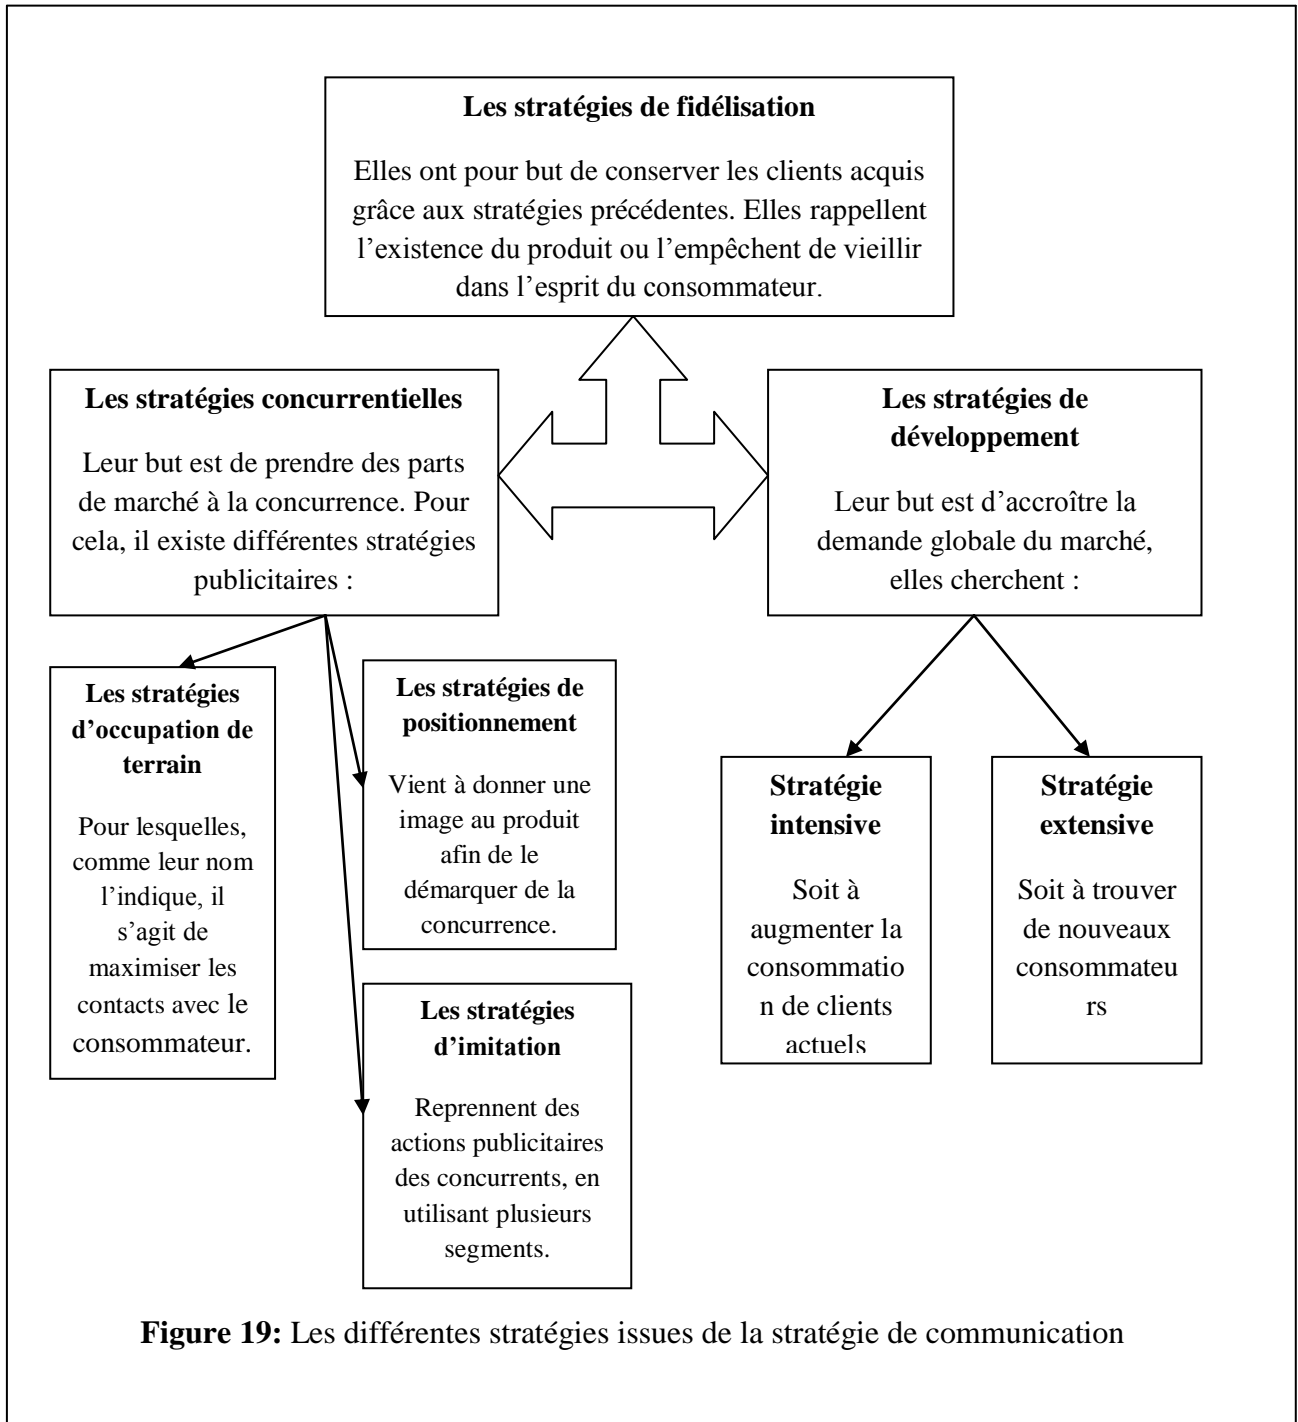 Les stratégies de fidélisation
Elles ont pour but de conserver les clients acquis
grâce aux stratégies précédentes. Elles rappellent
l’existence du produit ou l’empêchent de vieillir
dans l’esprit du consommateur.
Les stratégies concurrentielles
Leur but est de prendre des parts
de marché à la concurrence. Pour
cela, il existe différentes stratégies
publicitaires :
Les stratégies de
développement
Leur but est d’accroître la
demande globale du marché,
elles cherchent :
Les stratégies
d’occupation de
terrain
Pour lesquelles,
comme leur nom
l’indique, il
s’agit de
maximiser les
contacts avec le
consommateur.
Les stratégies de
positionnement
Vient à donner une
image au produit
afin de le
démarquer de la
concurrence.
Les stratégies
d’imitation
Reprennent des
actions publicitaires
des concurrents, en
utilisant plusieurs
segments.
Stratégie
intensive
Soit à
augmenter la
consommatio
n de clients
actuels
Stratégie
extensive
Soit à trouver
de nouveaux
consommateu
rs
Figure 19: Les différentes stratégies issues de la stratégie de communication